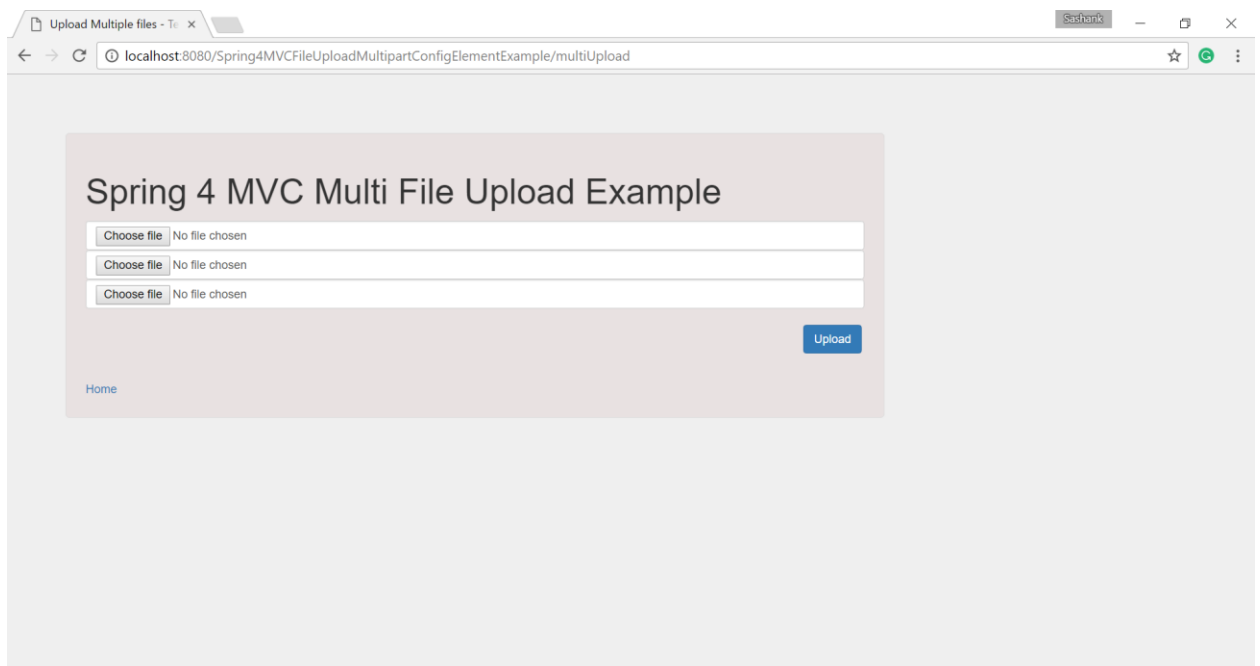 Upload Multiple files - Te
Sashank
localhost:8080/Spring4MVCFileUploadMultipartConfigElementExample/multiUpload
Spring 4 MVC Multi File Upload Example
Choose file No file chosen
Choose file No file chosen
Choose file No file chosen
Upload
Home